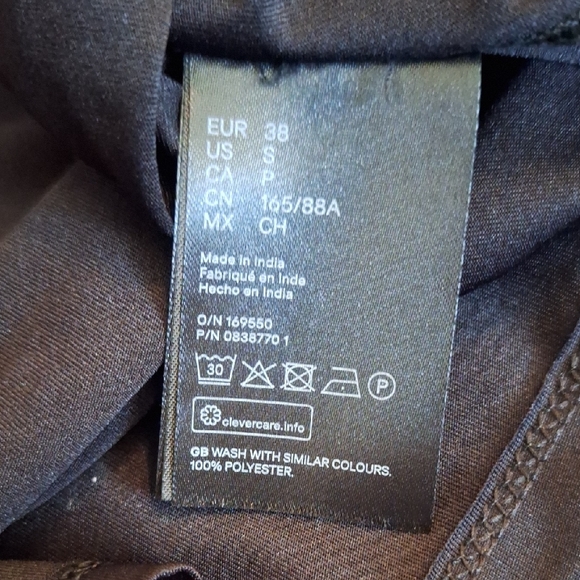 EUR 38
US S
CA P
CN 165/88A
MX CH
Made in India
Fabriqué en Inde
Hecho en India
O/N 169550
P/N 0838770 1
30 P
clevercare.info
GB WASH WITH SIMILAR COLOURS.
100% POLYESTER.